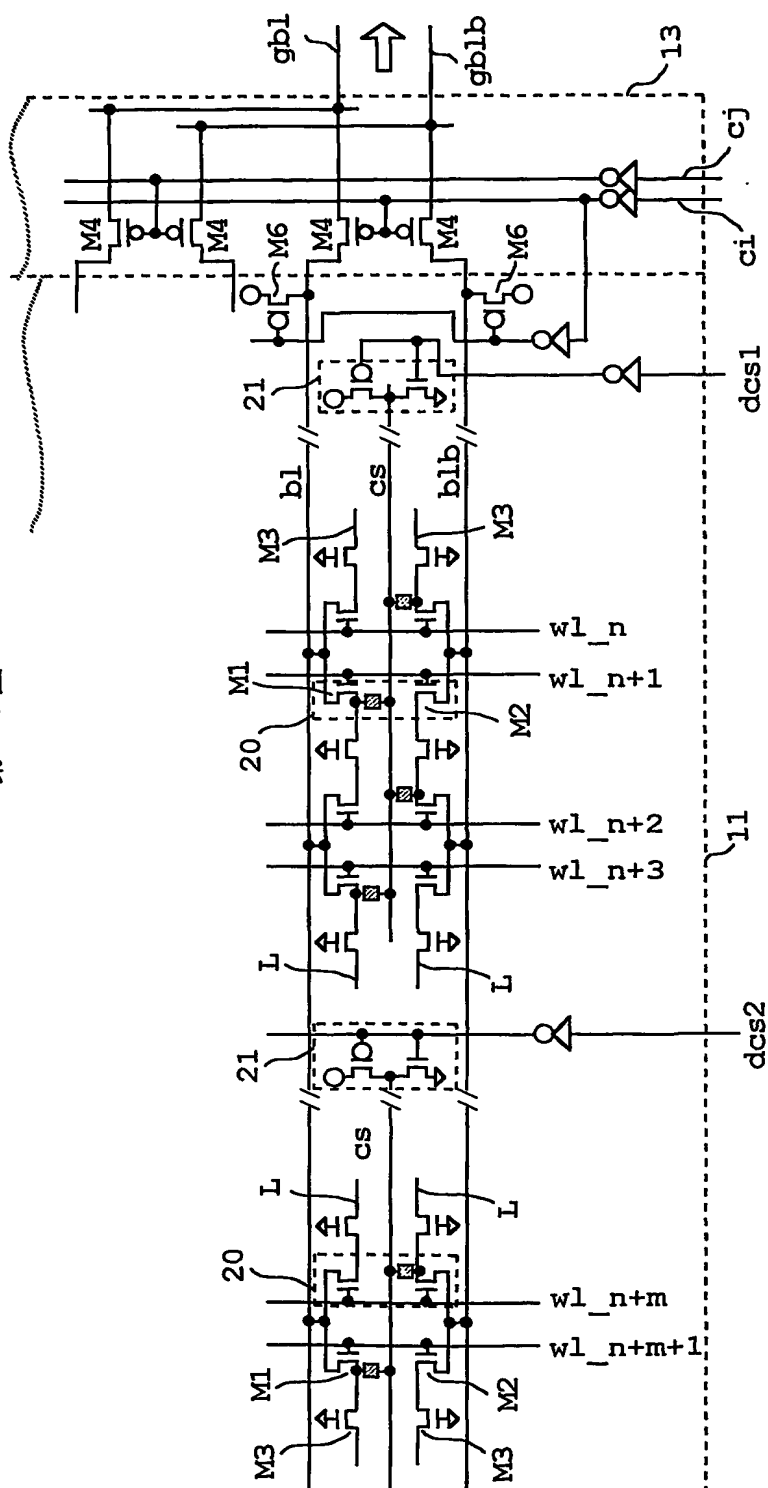 gbl
gblb
13
cj
ci
M4
M4
M4
M4
M6
M6
21
dcs1
bl
cs
blb
M3
M3
wl_n
M1
wl_n+1
20
M2
wl_n+2
wl_n+3
11
L
L
21
dcs2
cs
L
L
20
wl_n+m
wl_n+m+1
M1
M2
M3
M3